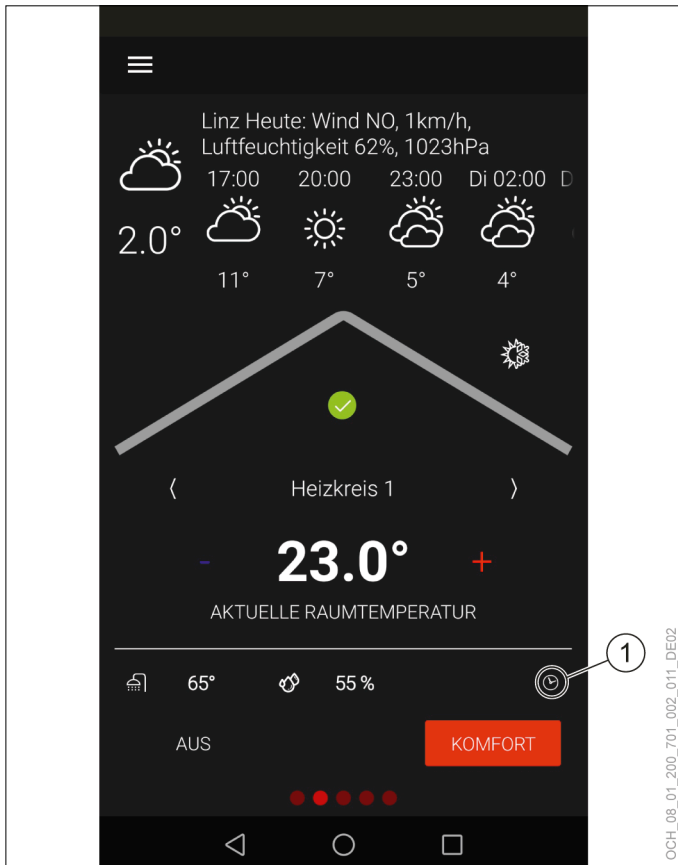 Linz Heute: Wind NO, 1km/h,
Luftfeuchtigkeit 62%, 1023hPa
17:00 20:00 23:00 Di 02:00 D
2.0°
11° 7° 5° 4°
Heizkreis 1
- 23.0° +
AKTUELLE RAUMTEMPERATUR
1
65° 55 %
AUS KOMFORT
OCH_08_01_200_701_002_011_DE02